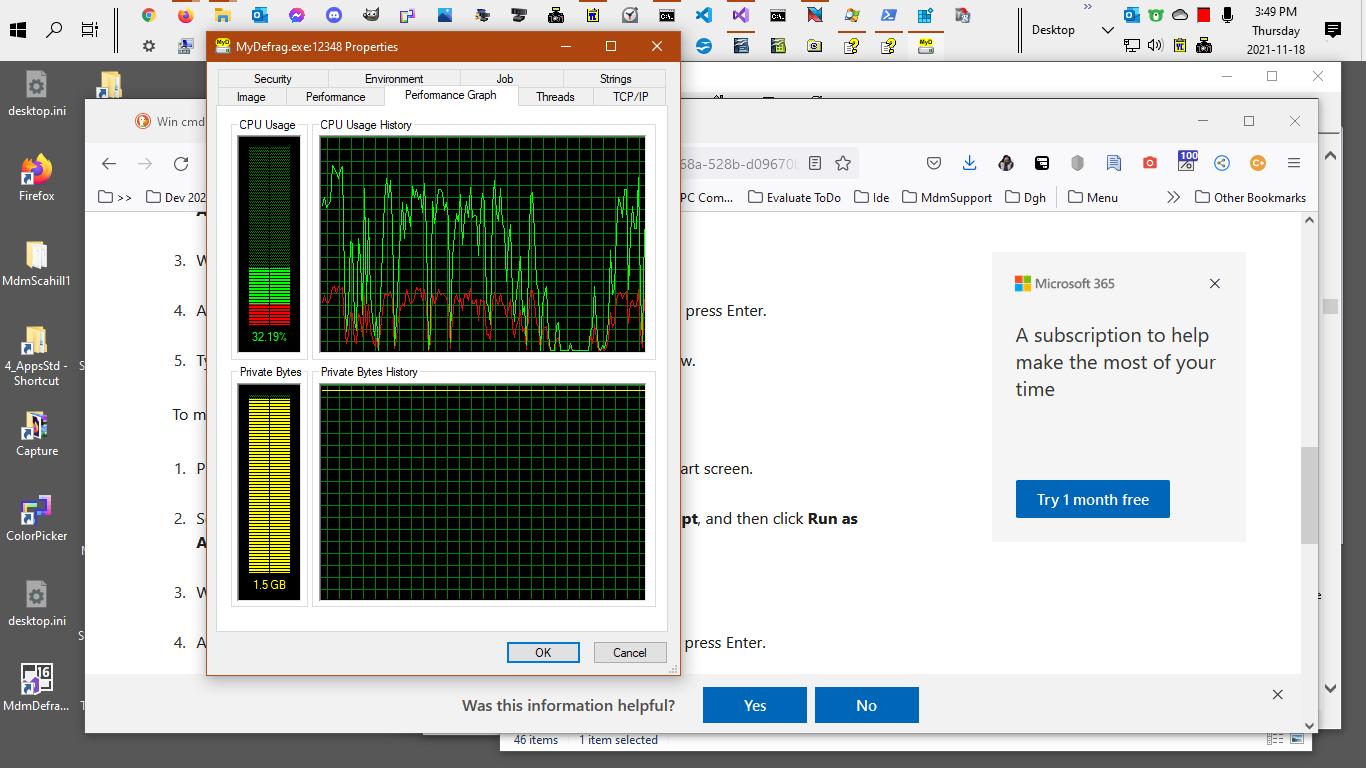 Desktop
»
3:49 PM
Thursday
2021-11-18
MyDefrag.exe:12348 Properties
Security
Environment
Job
Strings
Image
Performance
Performance Graph
Threads
TCP/IP
CPU Usage
CPU Usage History
32.19%
Private Bytes
Private Bytes History
1.5 GB
OK
Cancel
desktop.ini
Firefox
MdmScahill1
4_AppsStd -
Shortcut
Capture
ColorPicker
desktop.ini
MdmDefra...
16
Win cmd
68a-528b-d0967
100
>>
Dev 202
PC Com...
Evaluate ToDo
Ide
MdmSupport
Dgh
Menu
Other Bookmarks
3. W
4. A
press Enter.
5. Ty
w.
To m
1. P
art screen.
2. S
pt, and then click Run as
A
3. W
4. A
press Enter.
Microsoft 365
A subscription to help
make the most of your
time
Try 1 month free
Was this information helpful?
Yes
No
46 items
1 item selected